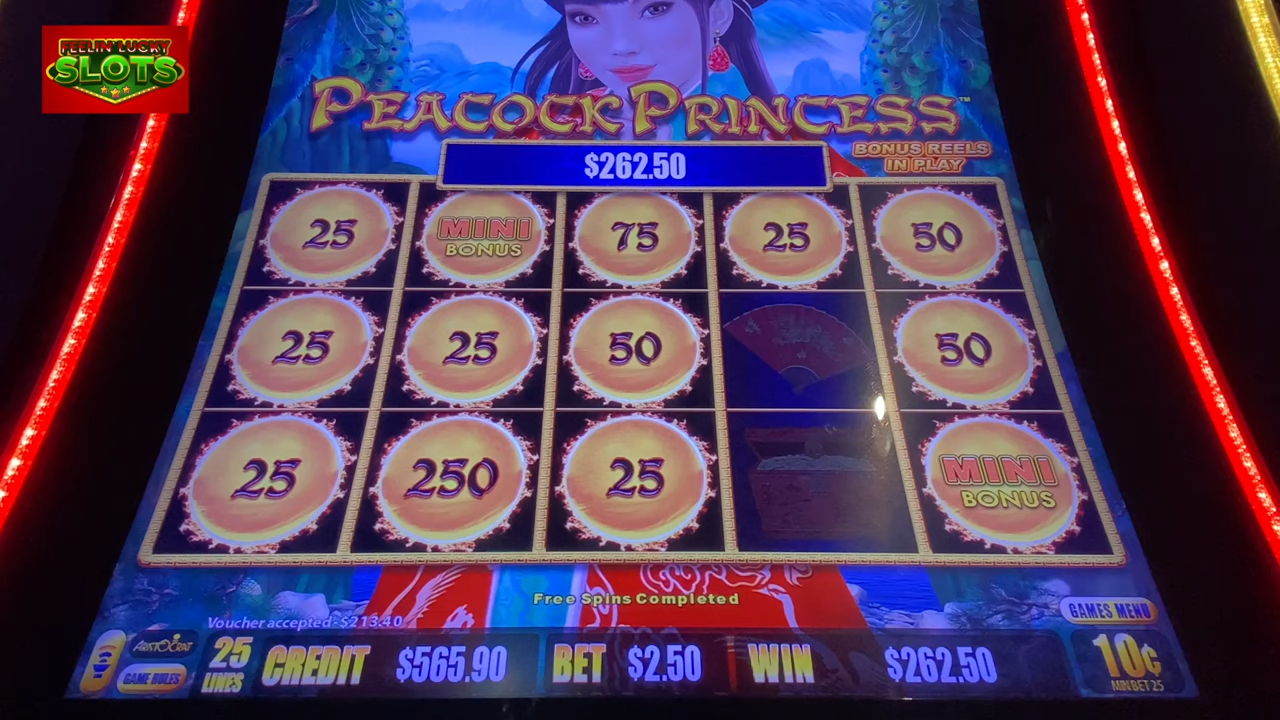 FEELIN' LUCKY
SLOTS
PEACOCK PRINCESS™
BONUS REELS
IN PLAY
$262.50
25
MINI
BONUS
75
25
50
25
25
50
50
25
250
25
MINI
BONUS
Free Spins Completed
GAMES MENU
Voucher accepted - $213.40
ARISTOCRAT
GAME RULES
25
LINES
CREDIT $565.90
BET $2.50
WIN $262.50
10¢
MIN BET 25